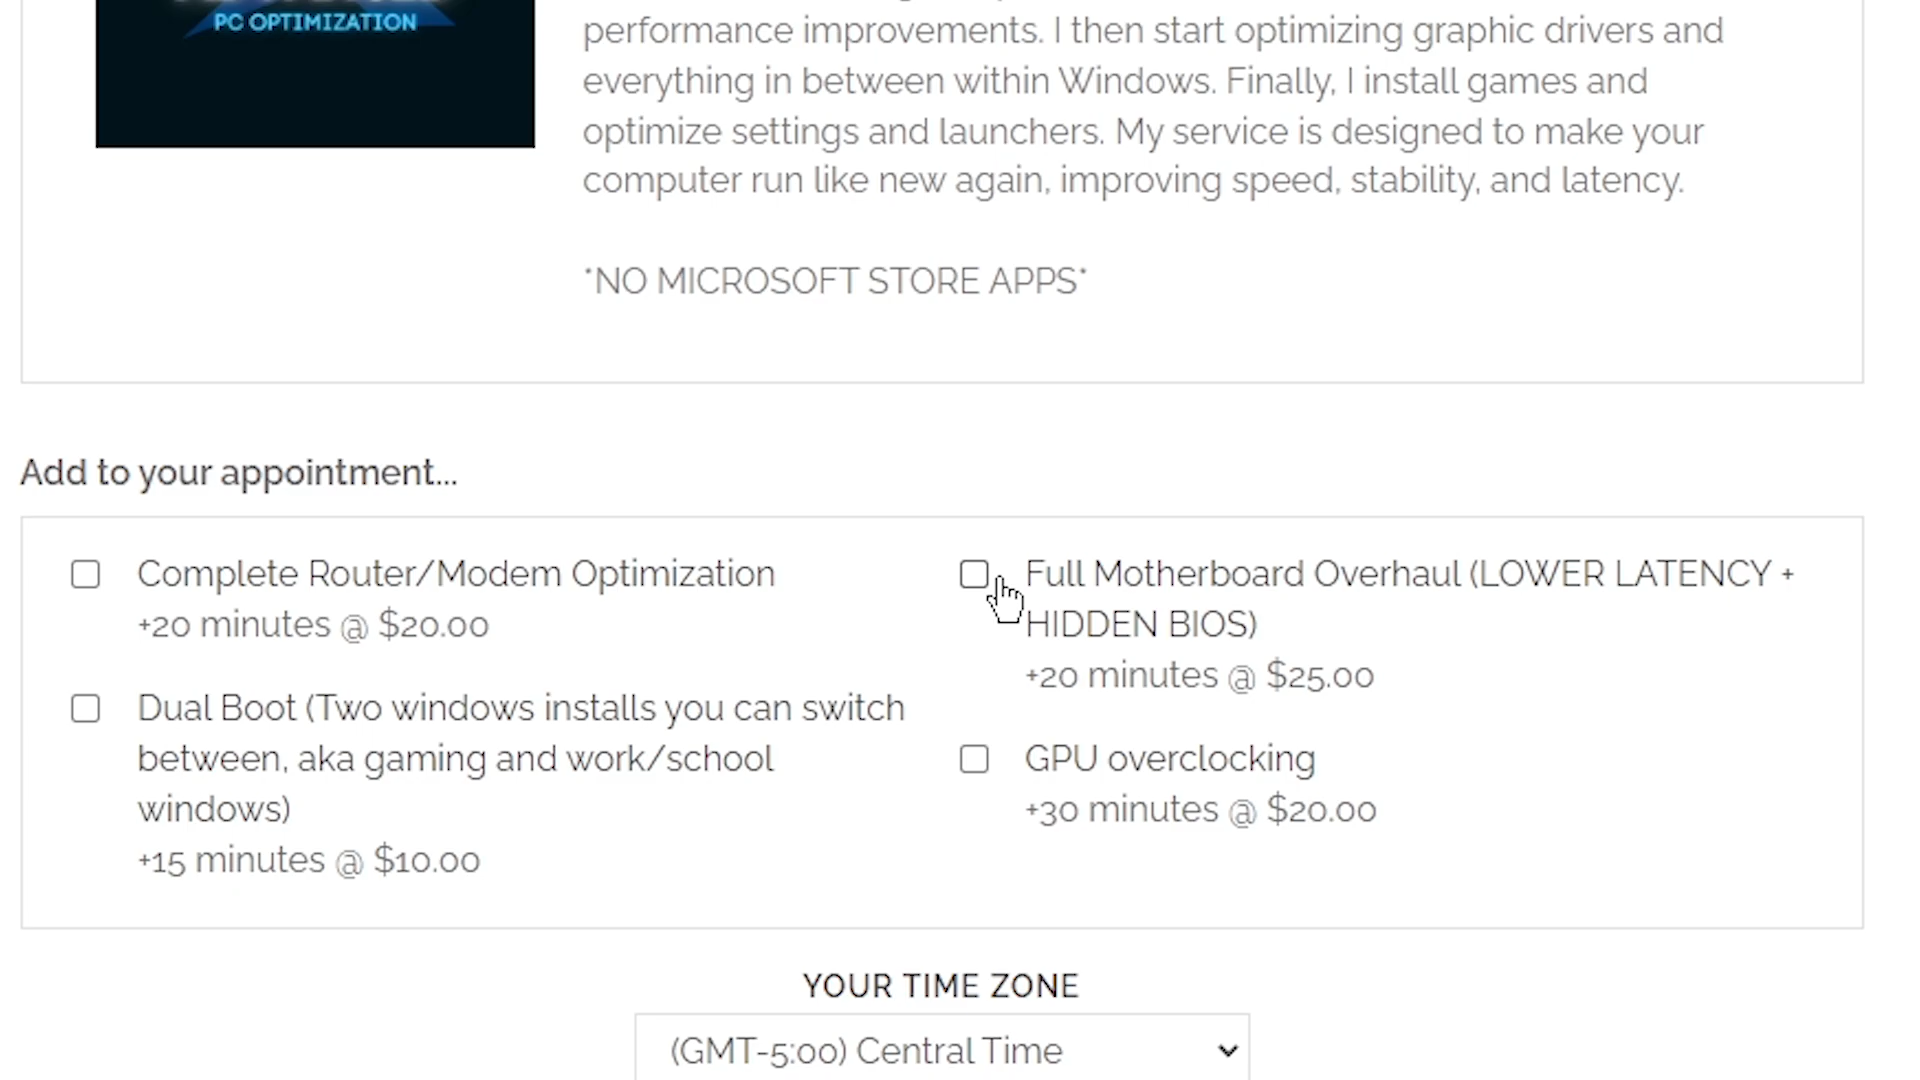 PC OPTIMIZATION
performance improvements. I then start optimizing graphic drivers and
everything in between within Windows. Finally, I install games and
optimize settings and launchers. My service is designed to make your
computer run like new again, improving speed, stability, and latency.
*NO MICROSOFT STORE APPS*
Add to your appointment...
Complete Router/Modem Optimization
+20 minutes @ $20.00
Dual Boot (Two windows installs you can switch
between, aka gaming and work/school
windows)
+15 minutes @ $10.00
Full Motherboard Overhaul (LOWER LATENCY +
HIDDEN BIOS)
+20 minutes @ $25.00
GPU overclocking
+30 minutes @ $20.00
YOUR TIME ZONE
(GMT-5:00) Central Time